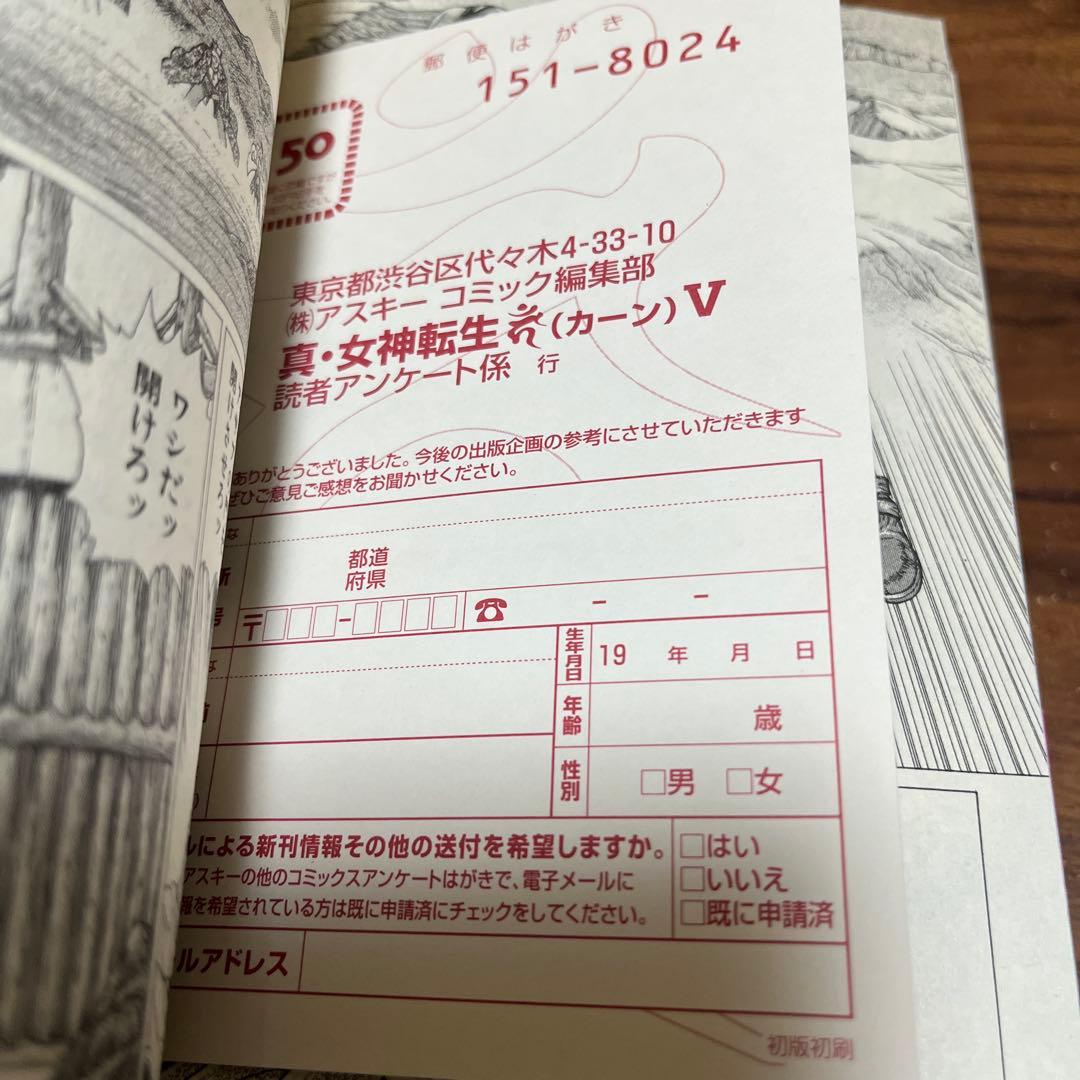 郵便はがき
151-8024
50
東京都渋谷区代々木4-33-10
㈱アスキー コミック編集部
真・女神転生 (カーン) V
読者アンケート係 行
ありがとうございました。今後の出版企画の参考にさせていただきます
ぜひご意見ご感想をお聞かせください。
な
都道
府県
号
〒 - ☎ - -
生年月日 19 年 月 日
年齢 歳
性別 □男 □女
による新刊情報その他の送付を希望しますか。
アスキーの他のコミックスアンケートはがきで、電子メールに
報を希望されている方は既に申請済にチェックをしてください。
□はい
□いいえ
□既に申請済
ールアドレス
初版初刷
ワシだッ
開けろッ